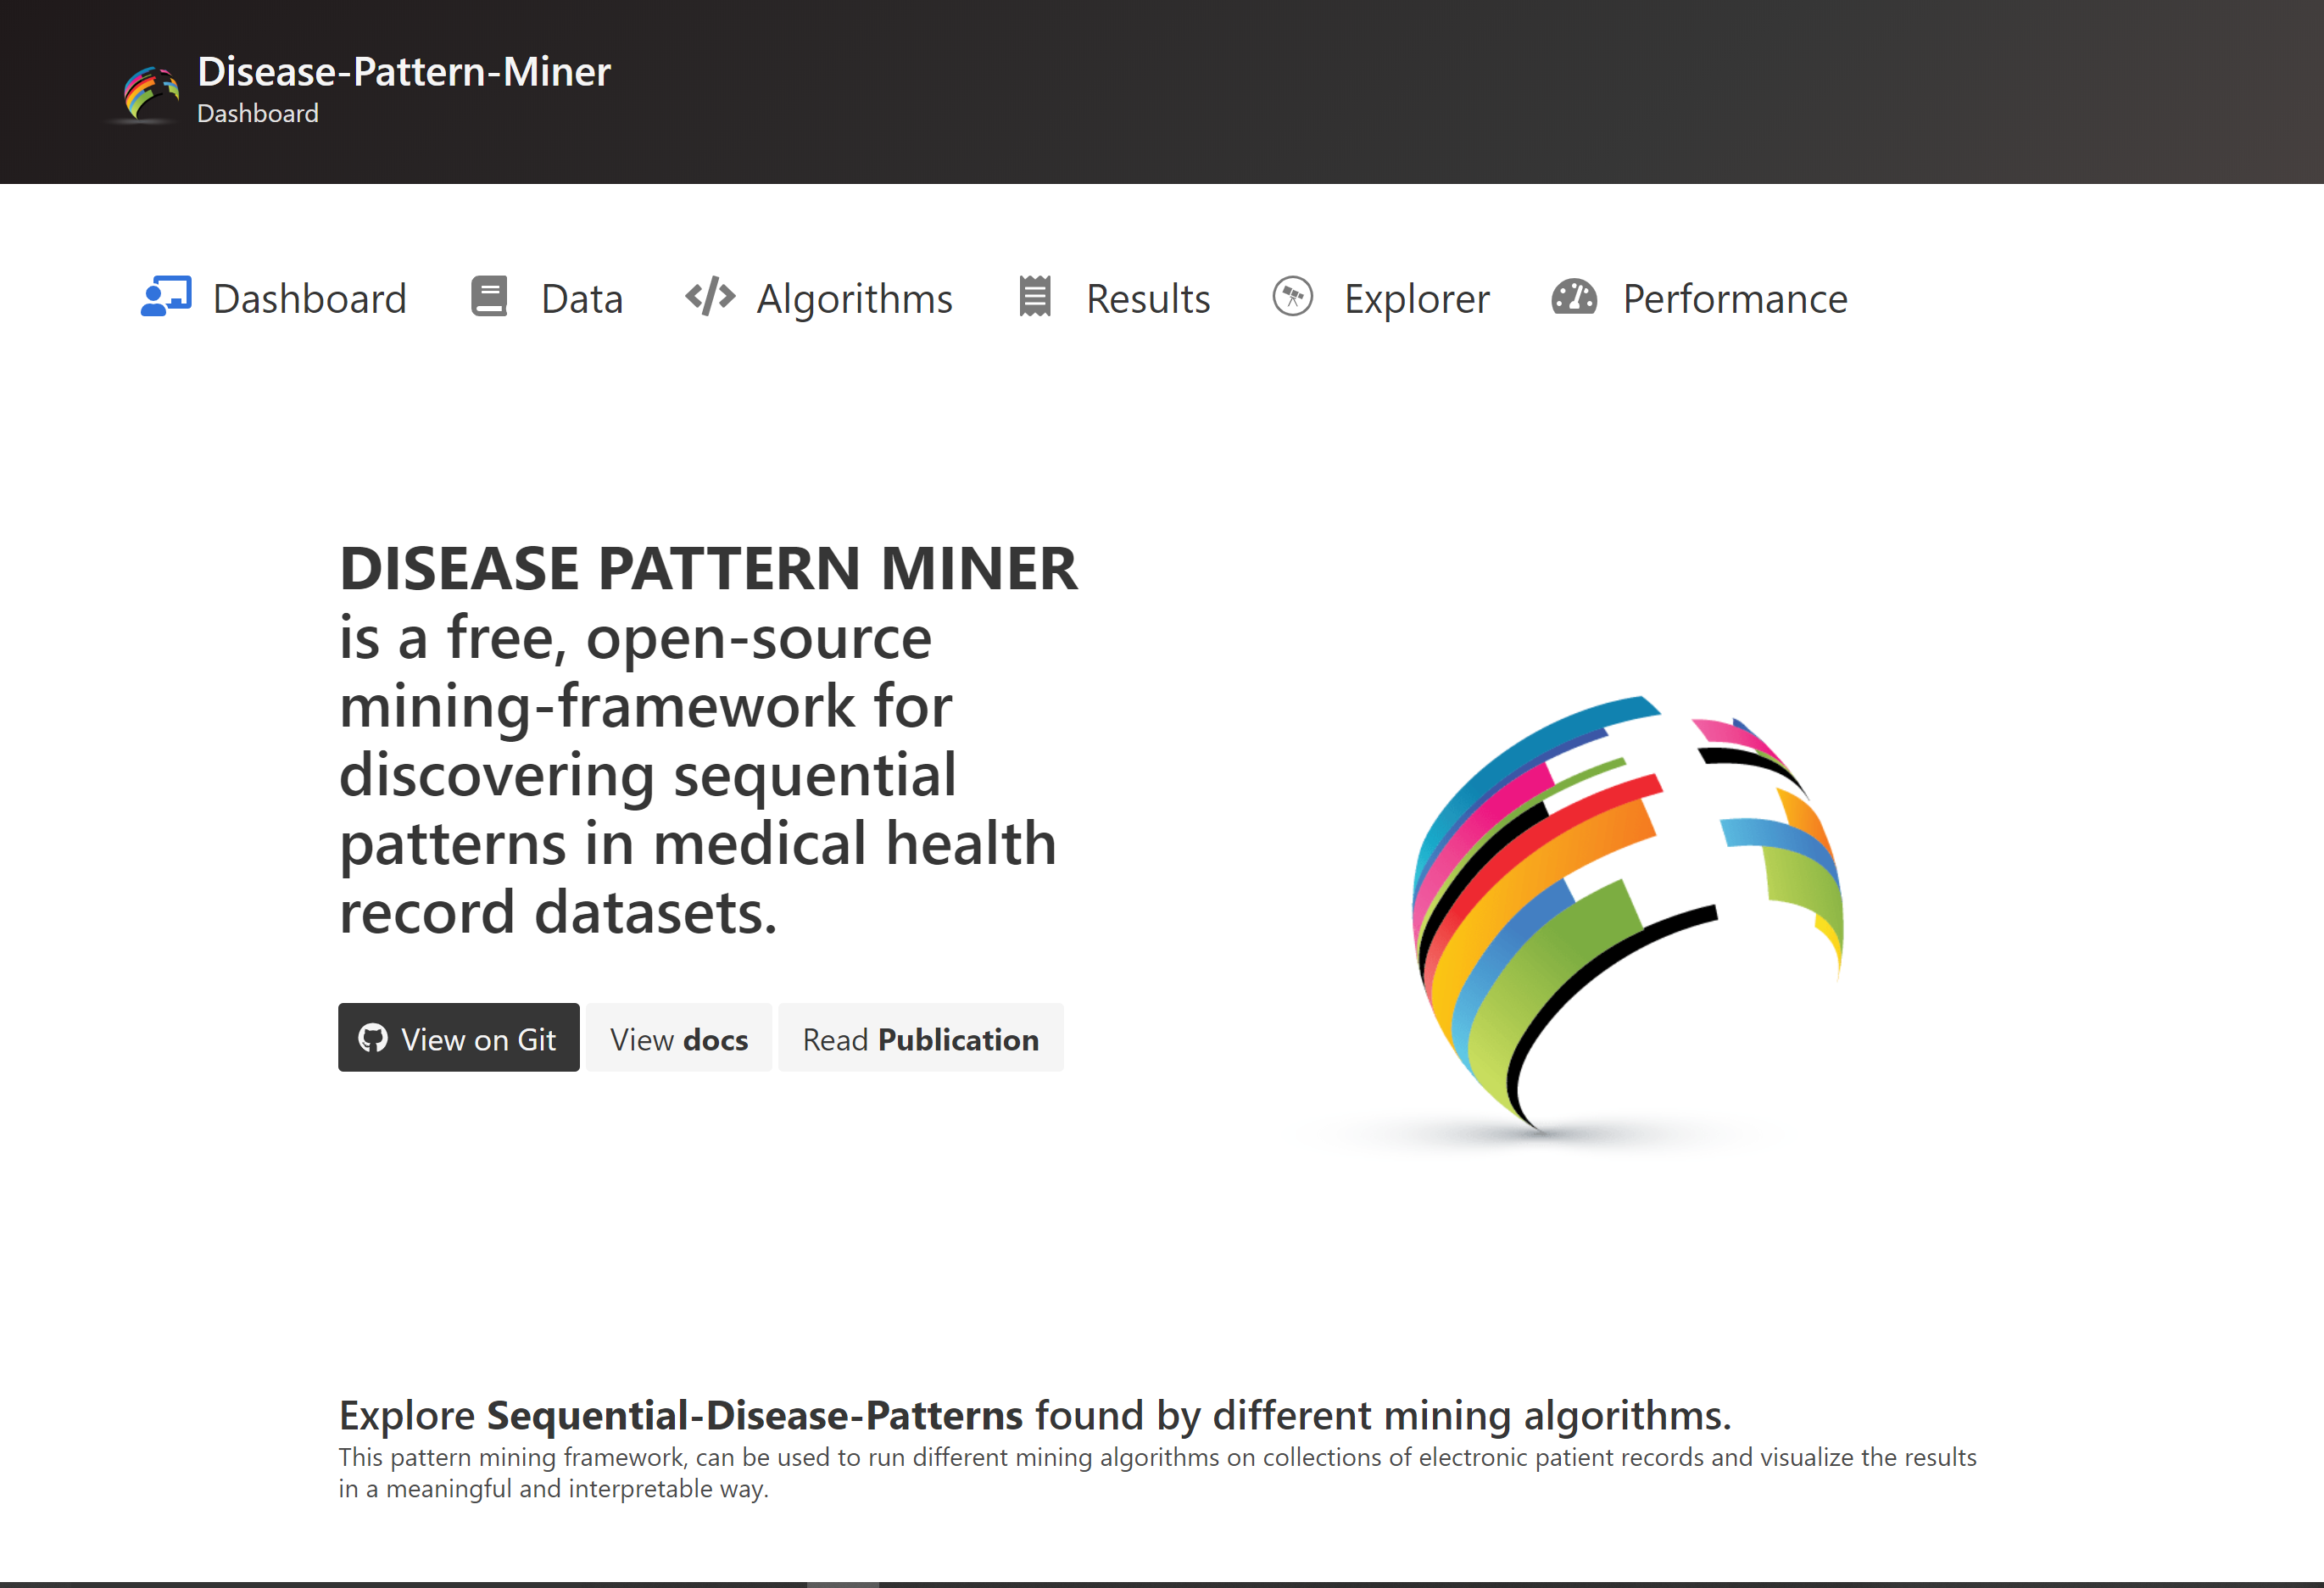 Disease-Pattern-Miner
Dashboard
Dashboard Data Algorithms Results Explorer Performance
DISEASE PATTERN MINER
is a free, open-source
mining-framework for
discovering sequential
patterns in medical health
record datasets.
View on Git View docs Read Publication
Explore Sequential-Disease-Patterns found by different mining algorithms.
This pattern mining framework, can be used to run different mining algorithms on collections of electronic patient records and visualize the results
in a meaningful and interpretable way.